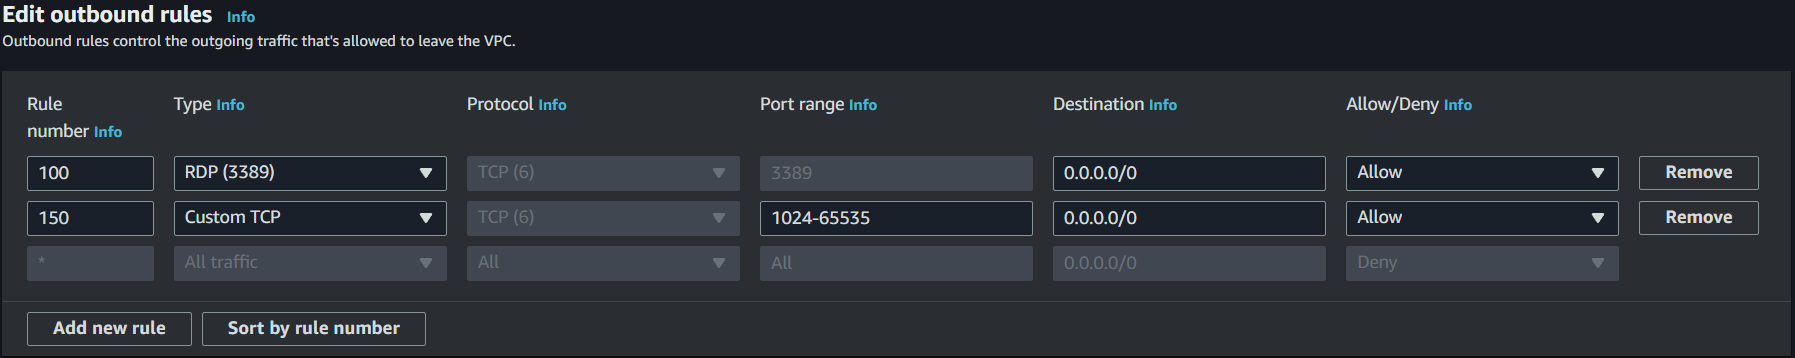 Edit outbound rules Info
Outbound rules control the outgoing traffic that's allowed to leave the VPC.
Rule number Info Type Info Protocol Info Port range Info Destination Info Allow/Deny Info
100 RDP (3389) TCP (6) 3389 0.0.0.0/0 Allow Remove
150 Custom TCP TCP (6) 1024-65535 0.0.0.0/0 Allow Remove
* All traffic All All 0.0.0.0/0 Deny
Add new rule Sort by rule number